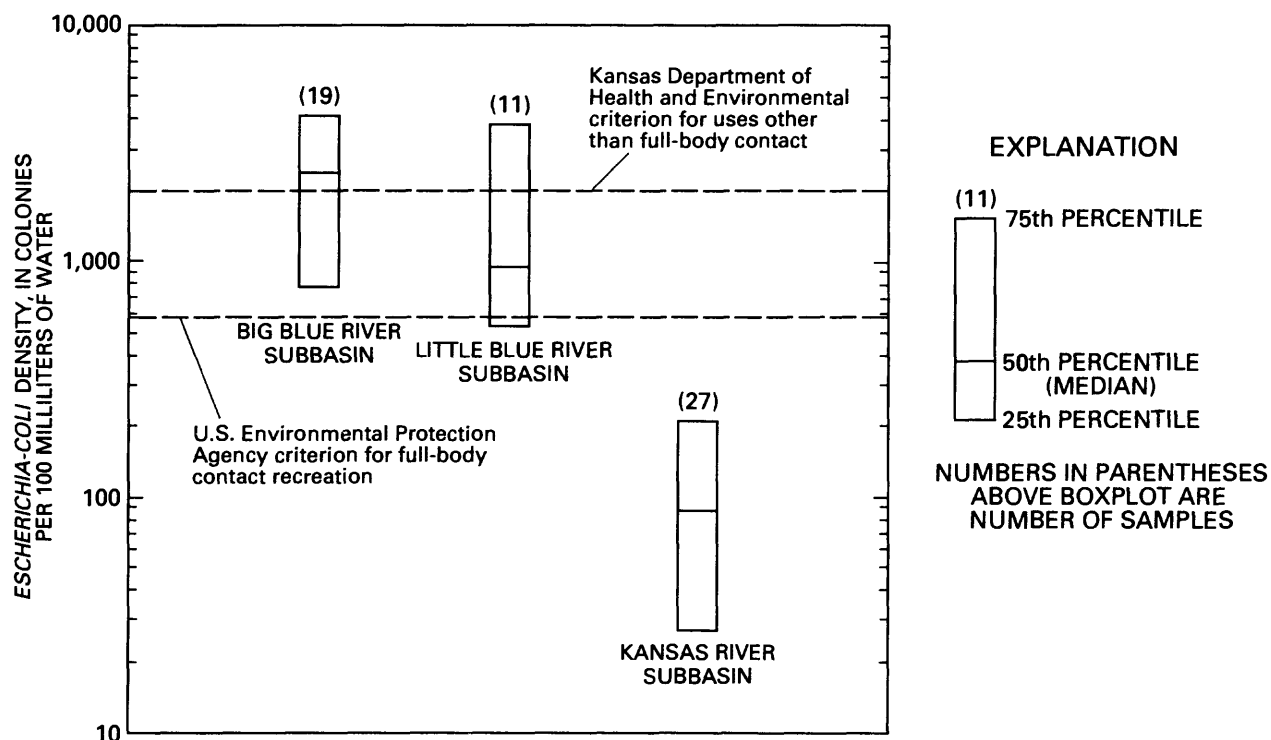 ESCHERICHIA-COLI DENSITY, IN COLONIES
PER 100 MILLILITERS OF WATER
10,000
1,000
100
10
(19)
BIG BLUE RIVER
SUBBASIN
(11)
LITTLE BLUE RIVER
SUBBASIN
(27)
KANSAS RIVER
SUBBASIN
Kansas Department of
Health and Environmental
criterion for uses other
than full-body contact
U.S. Environmental Protection
Agency criterion for full-body
contact recreation
EXPLANATION
(11)
75th PERCENTILE
50th PERCENTILE
(MEDIAN)
25th PERCENTILE
NUMBERS IN PARENTHESES
ABOVE BOXPLOT ARE
NUMBER OF SAMPLES